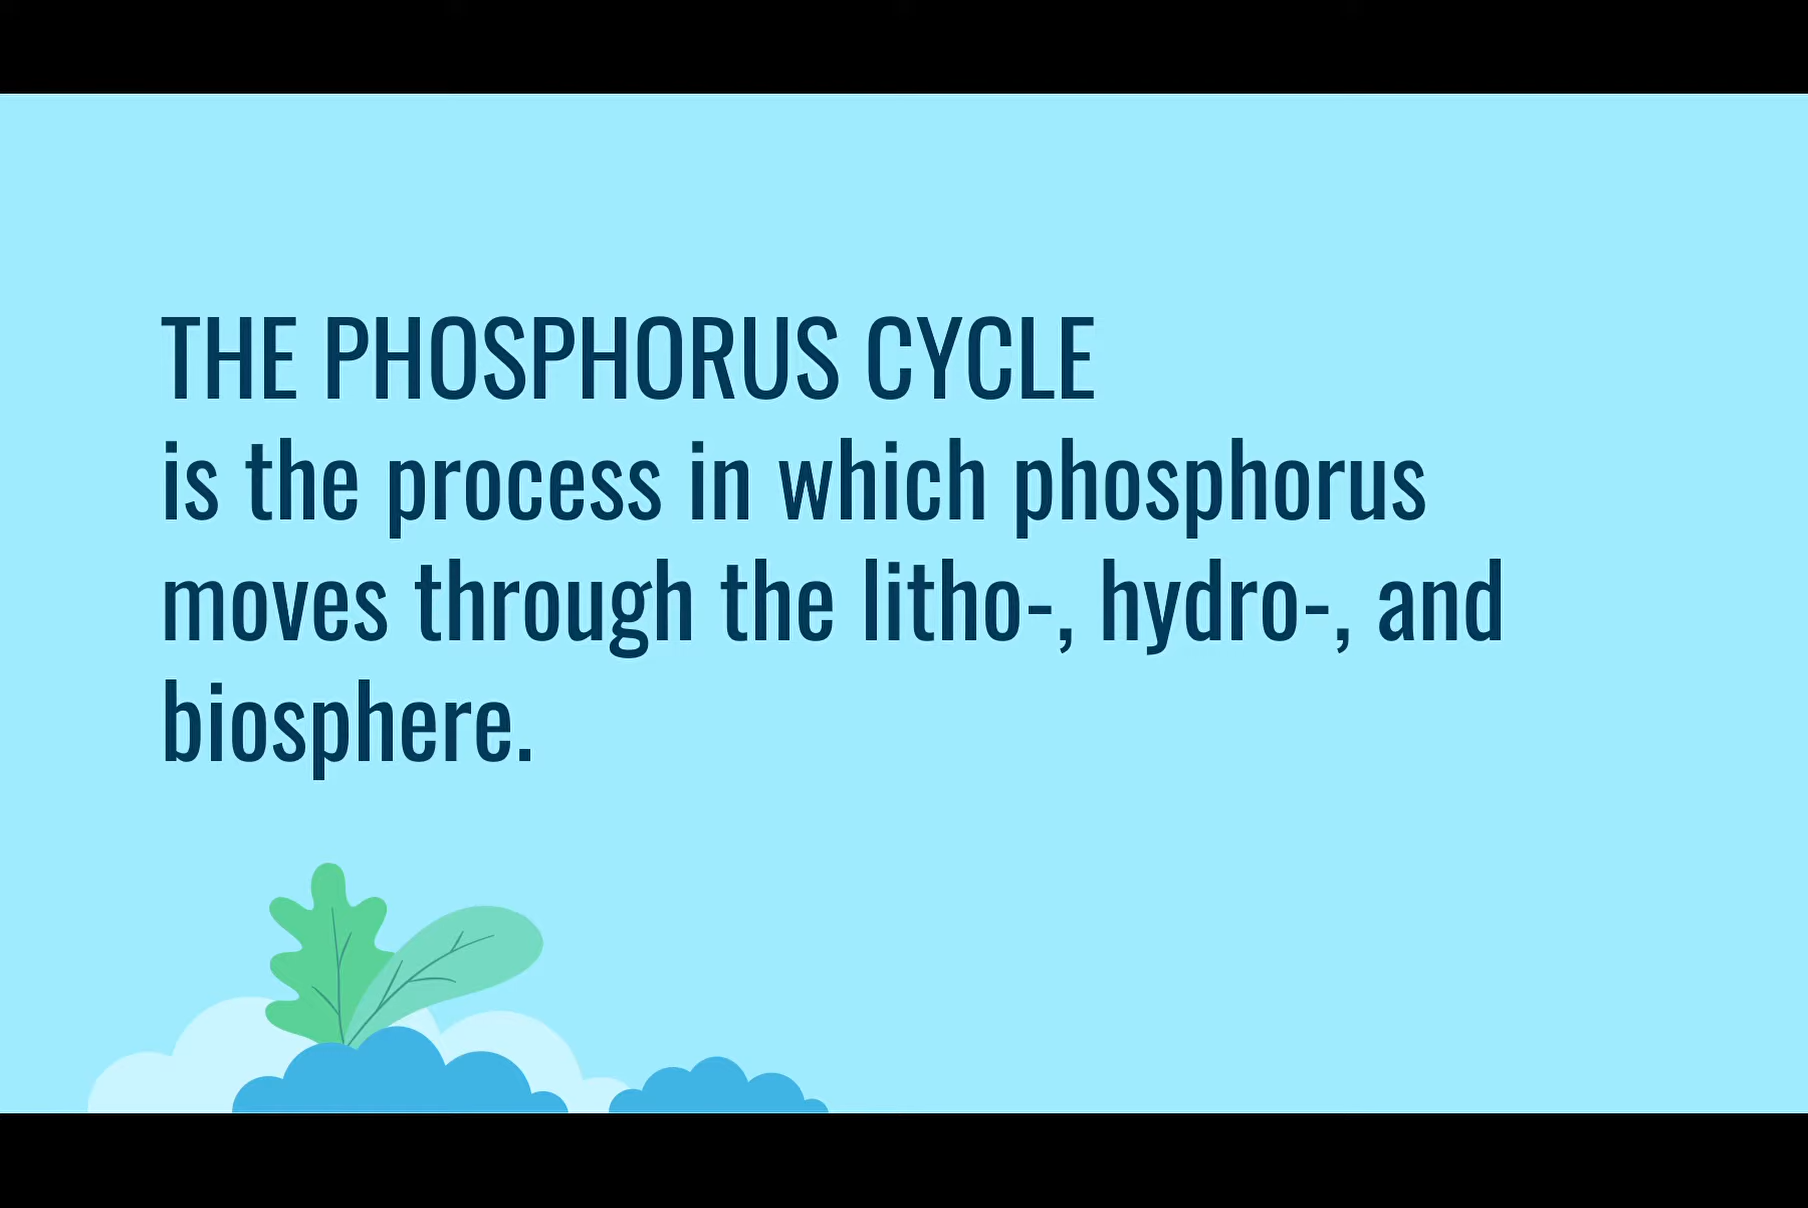 THE PHOSPHORUS CYCLE
is the process in which phosphorus
moves through the litho-, hydro-, and
biosphere.